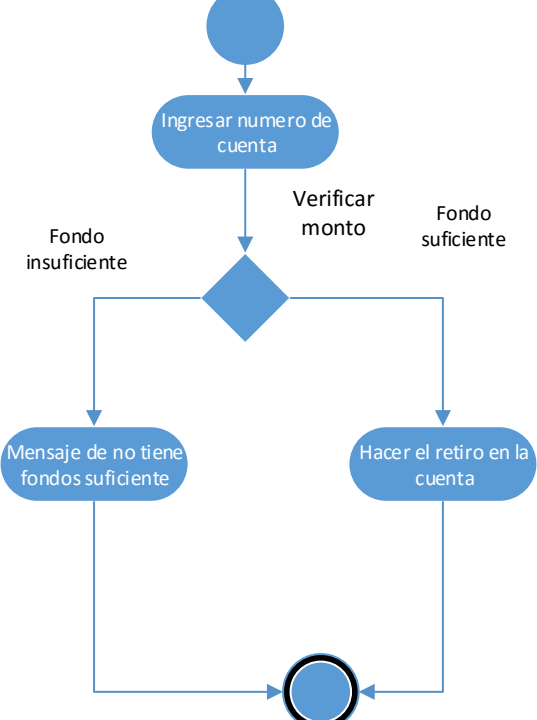 Ingresar numero de
cuenta
Verificar
monto
Fondo
suficiente
Fondo
insuficiente
Mensaje de no tiene
fondos suficiente
Hacer el retiro en la
cuenta